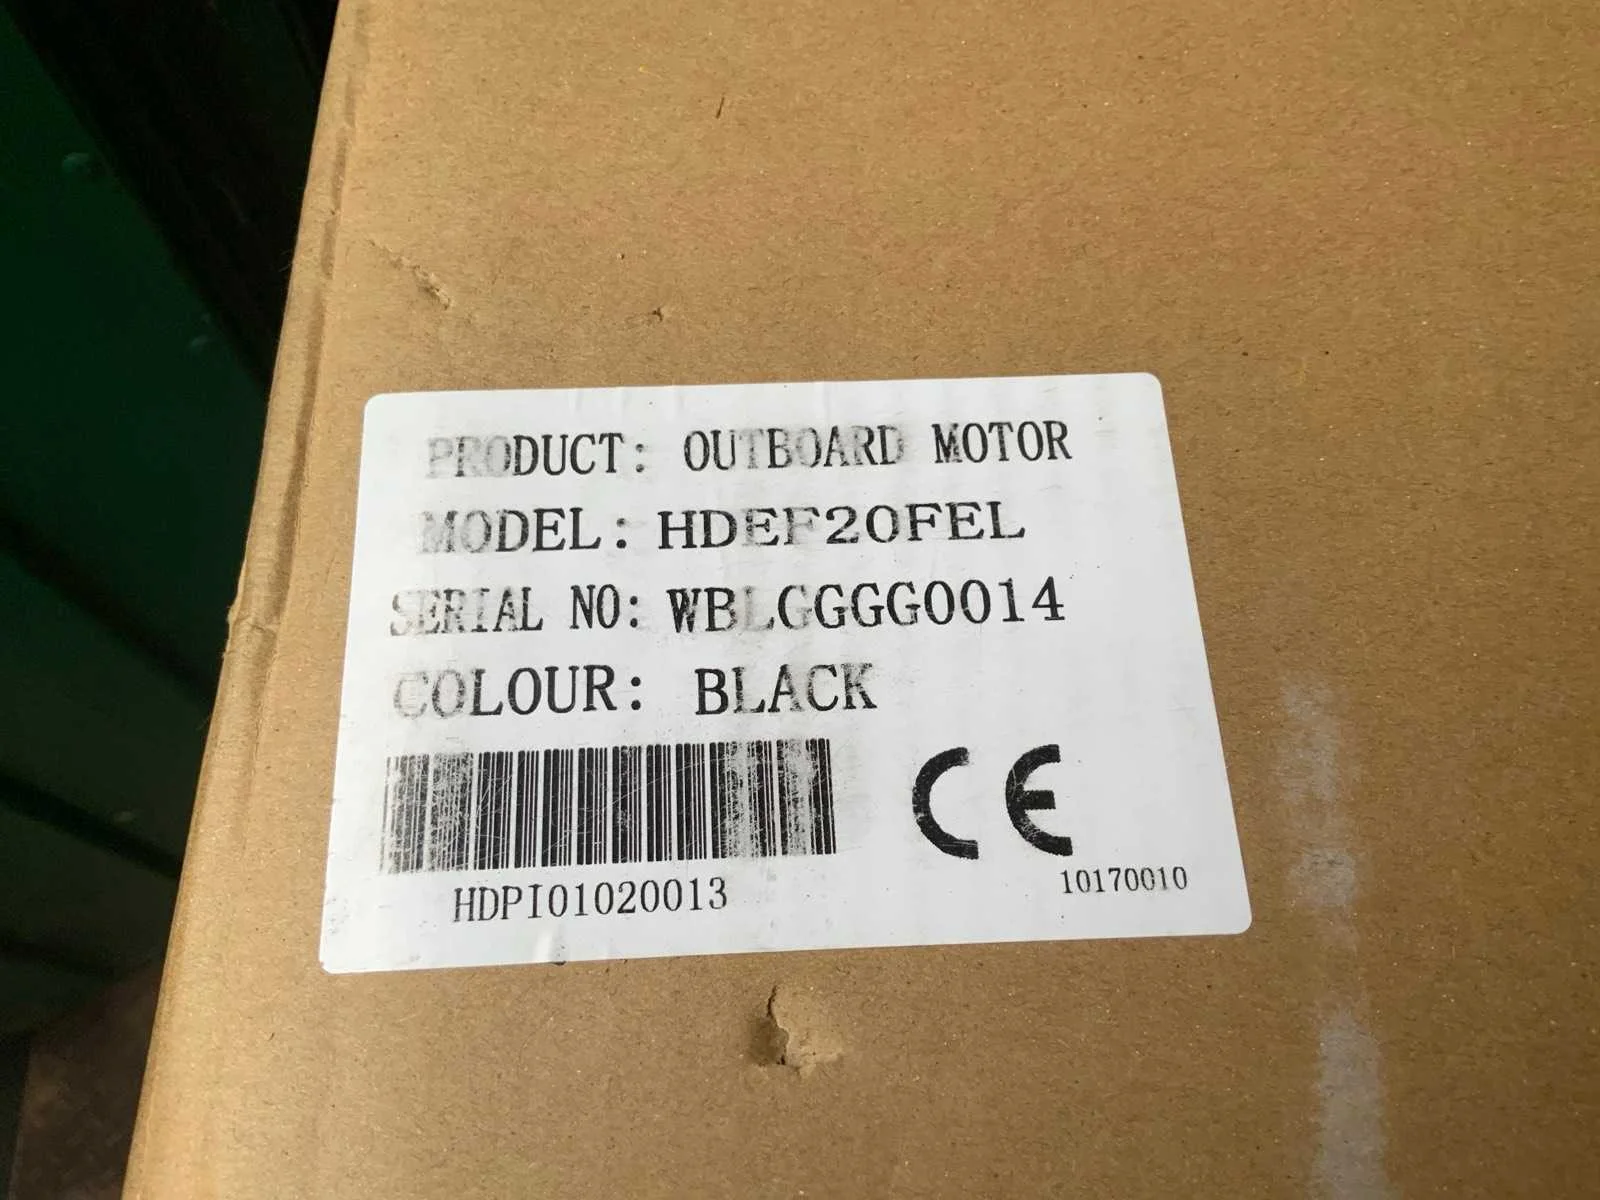 PRODUCT: OUTBOARD MOTOR
MODEL: HDEF20FEL
SERIAL NO: WBLGGGG0014
COLOUR: BLACK
CE
HDPI01020013
10170010